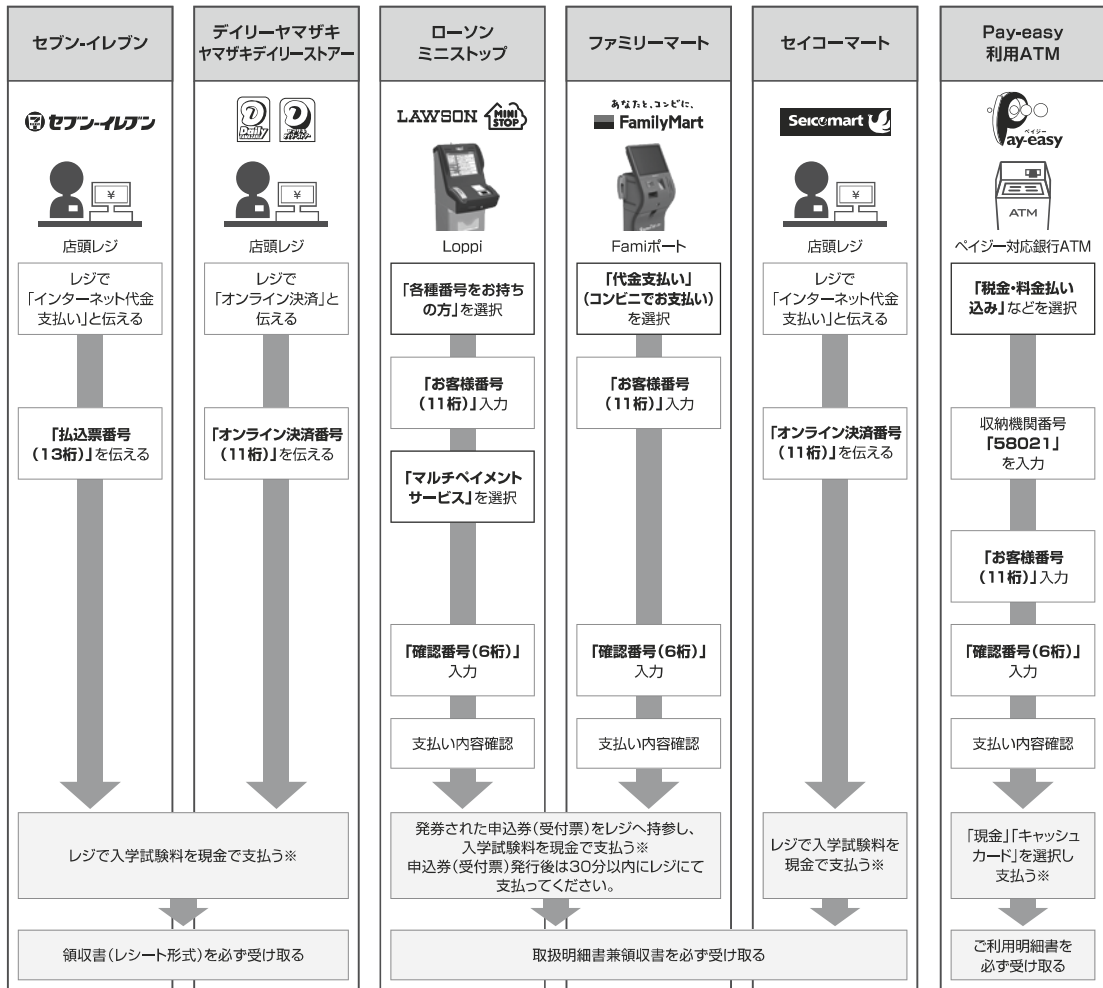 セブン-イレブン
デイリーヤマザキ
ヤマザキデイリーストアー
ローソン
ミニストップ
ファミリーマート
セイコーマート
Pay-easy
利用ATM
セブン-イレブン
Daily
LAWSON
MINI
STOP
あなたと、コンビに、
FamilyMart
Seicomart
ペイジー
Pay-easy
¥
¥
¥
ATM
店頭レジ
店頭レジ
Loppi
Famiポート
店頭レジ
ペイジー対応銀行ATM
レジで
「インターネット代金
支払い」と伝える
レジで
「オンライン決済」と
伝える
「各種番号をお持ち
の方」を選択
「代金支払い」
(コンビニでお支払い)
を選択
レジで
「インターネット代金
支払い」と伝える
「税金・料金払い
込み」などを選択
「払込票番号
(13桁)」を伝える
「オンライン決済番号
(11桁)」を伝える
「お客様番号
(11桁)」入力
「マルチペイメント
サービス」を選択
「お客様番号
(11桁)」入力
「オンライン決済番号
(11桁)」を伝える
収納機関番号
「58021」
を入力
「お客様番号
(11桁)」入力
「確認番号(6桁)」
入力
「確認番号(6桁)」
入力
「確認番号(6桁)」
入力
支払い内容確認
支払い内容確認
支払い内容確認
レジで入学試験料を現金で支払う※
発券された申込券(受付票)をレジへ持参し、
入学試験料を現金で支払う※
申込券(受付票)発行後は30分以内にレジにて
支払ってください。
レジで入学試験料を
現金で支払う※
「現金」「キャッシュ
カード」を選択し
支払う※
領収書(レシート形式)を必ず受け取る
取扱明細書兼領収書を必ず受け取る
ご利用明細書を
必ず受け取る